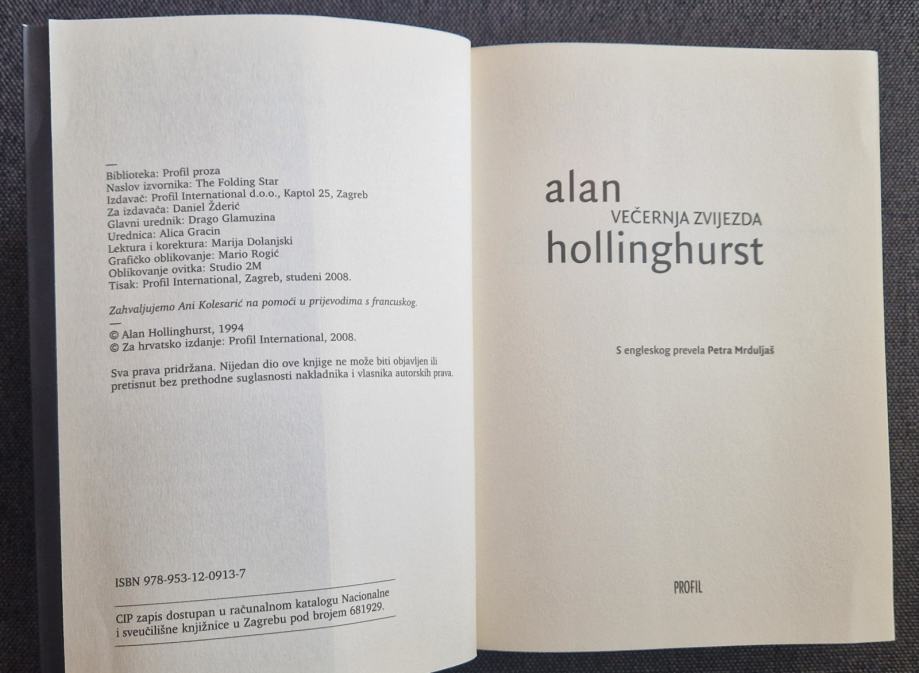 Biblioteka: Profil proza
Naslov izvornika: The Folding Star
Izdavač: Profil International d.o.o., Kaptol 25, Zagreb
Za izdavača: Daniel Žderić
Glavni urednik: Drago Glamuzina
Urednica: Alica Gracin
Lektura i korektura: Marija Dolanjski
Grafičko oblikovanje: Mario Rogić
Oblikovanje ovitka: Studio 2M
Tisak: Profil International, Zagreb, studeni 2008.
Zahvaljujemo Ani Kolesarić na pomoći u prijevodima s francuskog.
© Alan Hollinghurst, 1994
© Za hrvatsko izdanje: Profil International, 2008.
Sva prava pridržana. Nijedan dio ove knjige ne može biti objavljen ili
pretisnut bez prethodne suglasnosti nakladnika i vlasnika autorskih prava.
ISBN 978-953-12-0913-7
CIP zapis dostupan u računalnom katalogu Nacionalne
i sveučilišne knjižnice u Zagrebu pod brojem 681929.
alan
VEČERNJA ZVIJEZDA
hollinghurst
S engleskog prevela Petra Mrduljaš
PROFIL